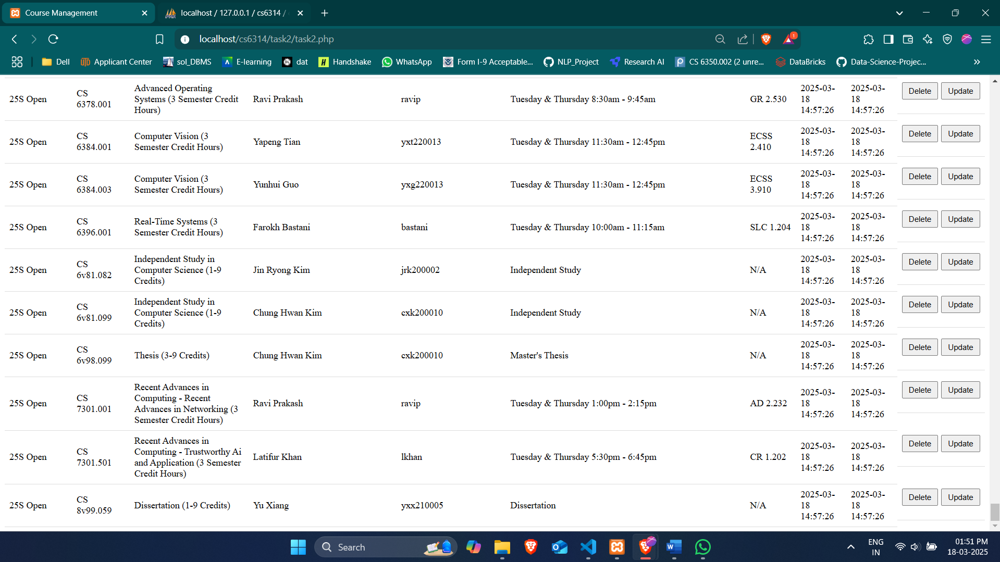 Course Management
localhost / 127.0.0.1 / cs6314 /
localhost/cs6314/task2/task2.php
1
Dell
Applicant Center
sol_DBMS
E-learning
dat
Handshake
WhatsApp
Form I-9 Acceptable...
NLP_Project
Research AI
CS 6350.002 (2 unre...
DataBricks
Data-Science-Projec...
25S Open
CS
6378.001
Advanced Operating
Systems (3 Semester Credit
Hours)
Ravi Prakash
ravip
Tuesday & Thursday 8:30am - 9:45am
GR 2.530
2025-03-
18
14:57:26
2025-03-
18
14:57:26
Delete
Update
25S Open
CS
6384.001
Computer Vision (3
Semester Credit Hours)
Yapeng Tian
yxt220013
Tuesday & Thursday 11:30am - 12:45pm
ECSS
2.410
2025-03-
18
14:57:26
2025-03-
18
14:57:26
Delete
Update
25S Open
CS
6384.003
Computer Vision (3
Semester Credit Hours)
Yunhui Guo
yxg220013
Tuesday & Thursday 11:30am - 12:45pm
ECSS
3.910
2025-03-
18
14:57:26
2025-03-
18
14:57:26
Delete
Update
25S Open
CS
6396.001
Real-Time Systems (3
Semester Credit Hours)
Farokh Bastani
bastani
Tuesday & Thursday 10:00am - 11:15am
SLC 1.204
2025-03-
18
14:57:26
2025-03-
18
14:57:26
Delete
Update
25S Open
CS
6v81.082
Independent Study in
Computer Science (1-9
Credits)
Jin Ryong Kim
jrk200002
Independent Study
N/A
2025-03-
18
14:57:26
2025-03-
18
14:57:26
Delete
Update
25S Open
CS
6v81.099
Independent Study in
Computer Science (1-9
Credits)
Chung Hwan Kim
cxk200010
Independent Study
N/A
2025-03-
18
14:57:26
2025-03-
18
14:57:26
Delete
Update
25S Open
CS
6v98.099
Thesis (3-9 Credits)
Chung Hwan Kim
cxk200010
Master's Thesis
N/A
2025-03-
18
14:57:26
2025-03-
18
14:57:26
Delete
Update
25S Open
CS
7301.001
Recent Advances in
Computing - Recent
Advances in Networking (3
Semester Credit Hours)
Ravi Prakash
ravip
Tuesday & Thursday 1:00pm - 2:15pm
AD 2.232
2025-03-
18
14:57:26
2025-03-
18
14:57:26
Delete
Update
25S Open
CS
7301.501
Recent Advances in
Computing - Trustworthy Ai
and Application (3 Semester
Credit Hours)
Latifur Khan
lkhan
Tuesday & Thursday 5:30pm - 6:45pm
CR 1.202
2025-03-
18
14:57:26
2025-03-
18
14:57:26
Delete
Update
25S Open
CS
8v99.059
Dissertation (1-9 Credits)
Yu Xiang
yxx210005
Dissertation
N/A
2025-03-
18
14:57:26
2025-03-
18
14:57:26
Delete
Update
Search
ENG
IN
01:51 PM
18-03-2025